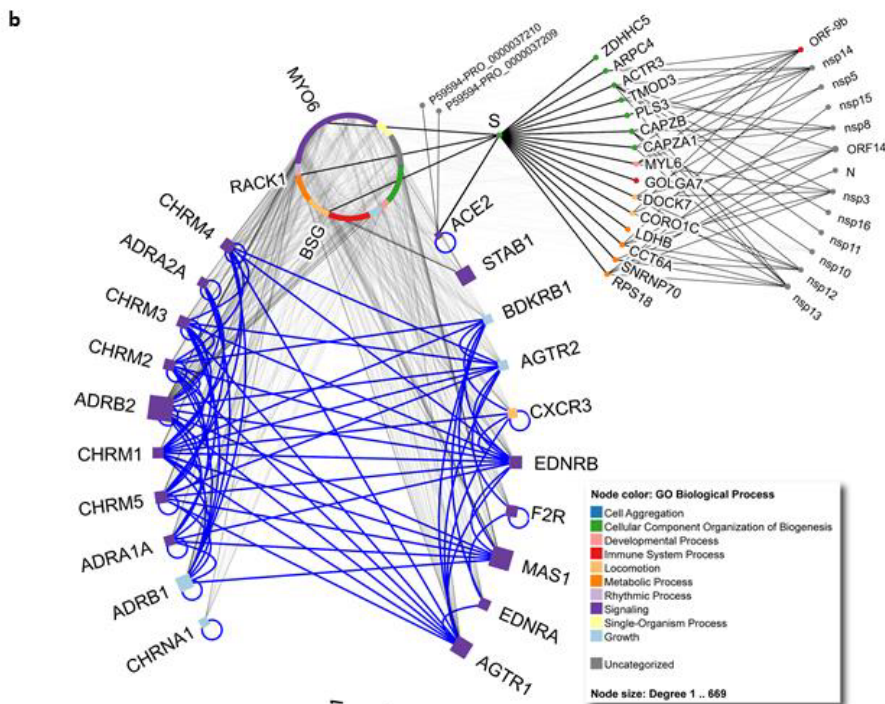 b
P59594-PRO_0000037210
P59594-PRO_0000037209
MYO6
RACK1
BSG
S
ACE2
STAB1
ZDHHC5
ARPC4
ACTR3
TMOD3
PLS3
CAPZB
CAPZA1
MYL6
GOLGA7
DOCK7
CORO1C
LDHB
CCT6A
SNRNP70
RPS18
ORF-9b
nsp14
nsp5
nsp15
nsp8
ORF14
N
nsp3
nsp16
nsp11
nsp10
nsp12
nsp13
CHRM4
ADRA2A
CHRM3
CHRM2
ADRB2
CHRM1
CHRM5
ADRA1A
ADRB1
CHRNA1
BDKRB1
AGTR2
CXCR3
EDNRB
F2R
MAS1
EDNRA
AGTR1
Node color: GO Biological Process
Cell Aggregation
Cellular Component Organization of Biogenesis
Developmental Process
Immune System Process
Locomotion
Metabolic Process
Rhythmic Process
Signaling
Single-Organism Process
Growth
Uncategorized
Node size: Degree 1 .. 669